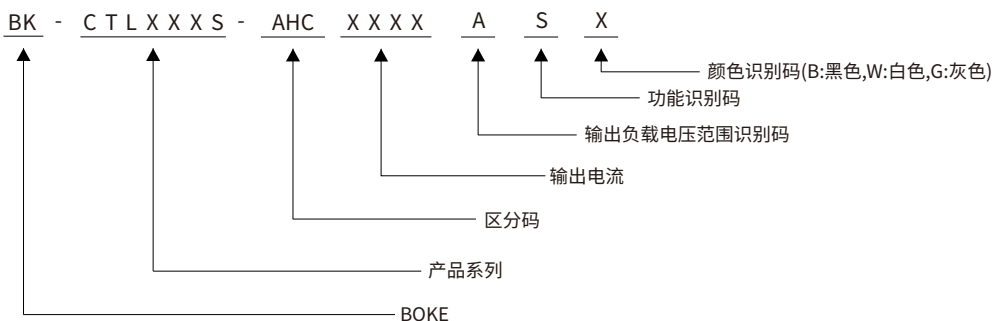 BK - CTLXXXS - AHC XXXX A S X
颜色识别码(B:黑色,W:白色,G:灰色)
功能识别码
输出负载电压范围识别码
输出电流
区分码
产品系列
BOKE